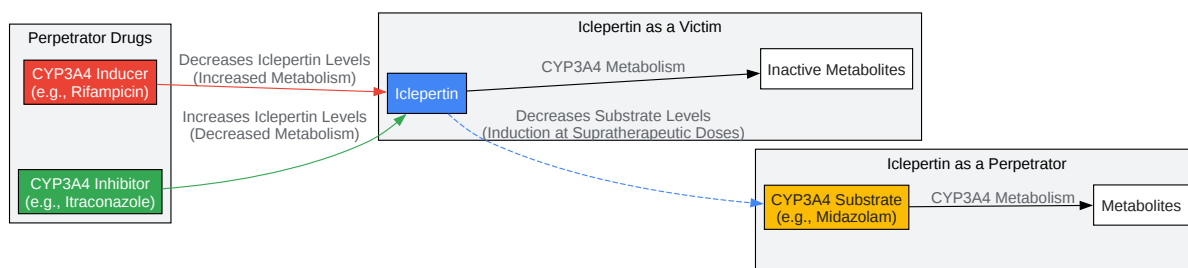 Perpetrator Drugs
CYP3A4 Inducer
(e.g., Rifampicin)
CYP3A4 Inhibitor
(e.g., Itraconazole)
Decreases Iclepertin Levels
(Increased Metabolism)
Increases Iclepertin Levels
(Decreased Metabolism)
Iclepertin as a Victim
Iclepertin
CYP3A4 Metabolism
Inactive Metabolites
Decreases Substrate Levels
(Induction at Supratherapeutic Doses)
Iclepertin as a Perpetrator
CYP3A4 Substrate
(e.g., Midazolam)
CYP3A4 Metabolism
Metabolites